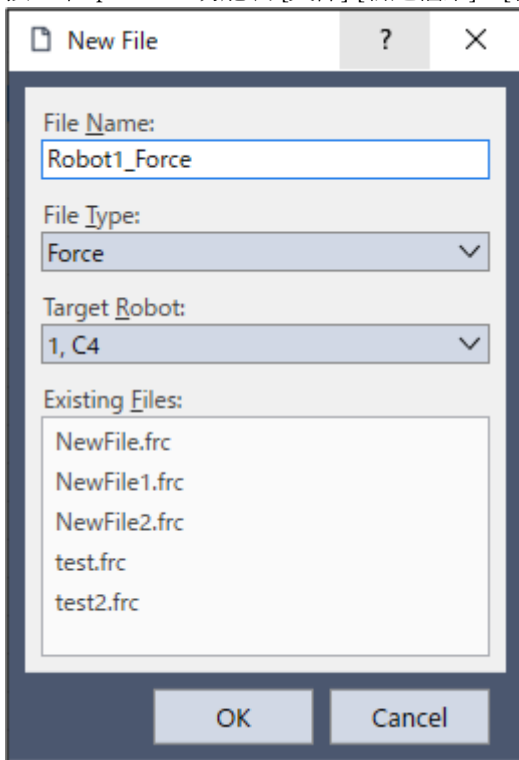 New File
?
File Name:
Robot1_Force
File Type:
Force
Target Robot:
1, C4
Existing Files:
NewFile.frc
NewFile1.frc
NewFile2.frc
test.frc
test2.frc
OK
Cancel